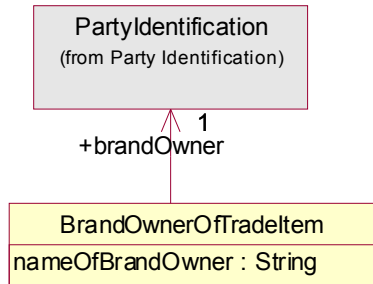 PartyIdentification
(from Party Identification)
1
+brandOwner
BrandOwnerOfTradeItem
nameOfBrandOwner : String